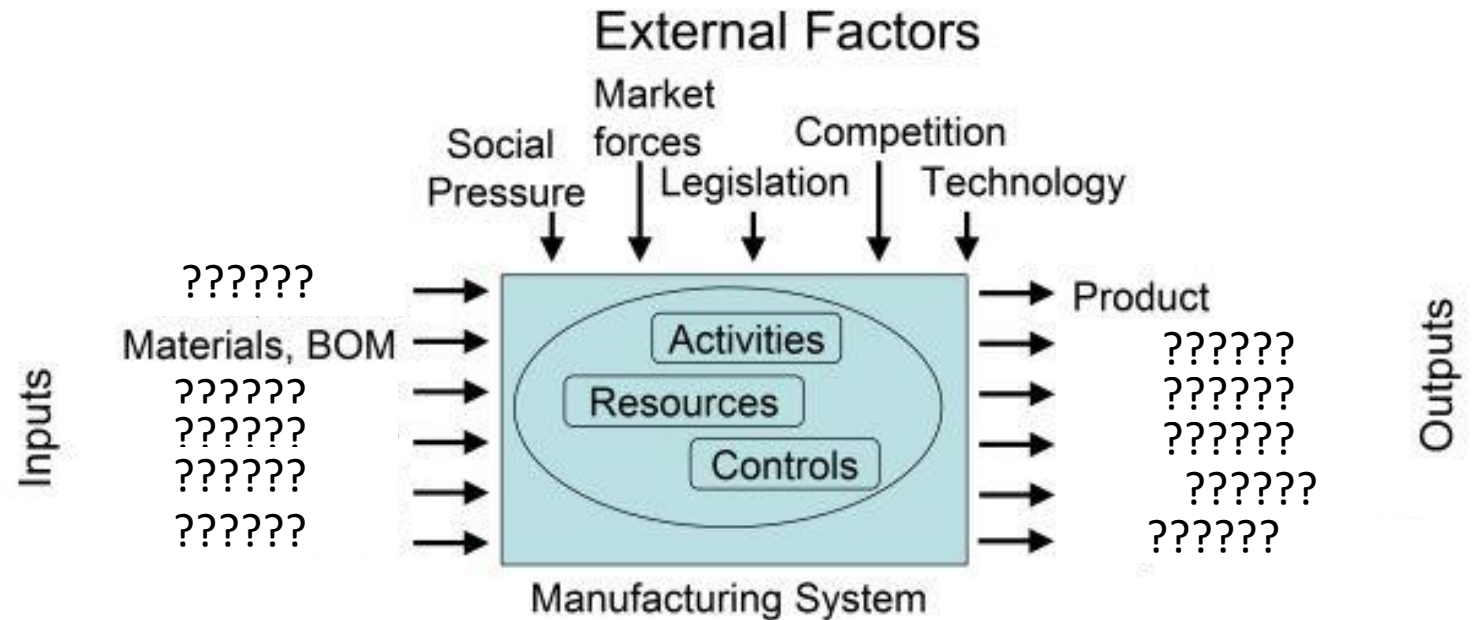 External Factors
Market
forces
Social
Pressure
Legislation
Competition
Technology
Inputs
??????
Materials, BOM
??????
??????
??????
??????
Activities
Resources
Controls
Manufacturing System
Product
??????
??????
??????
??????
??????
Outputs